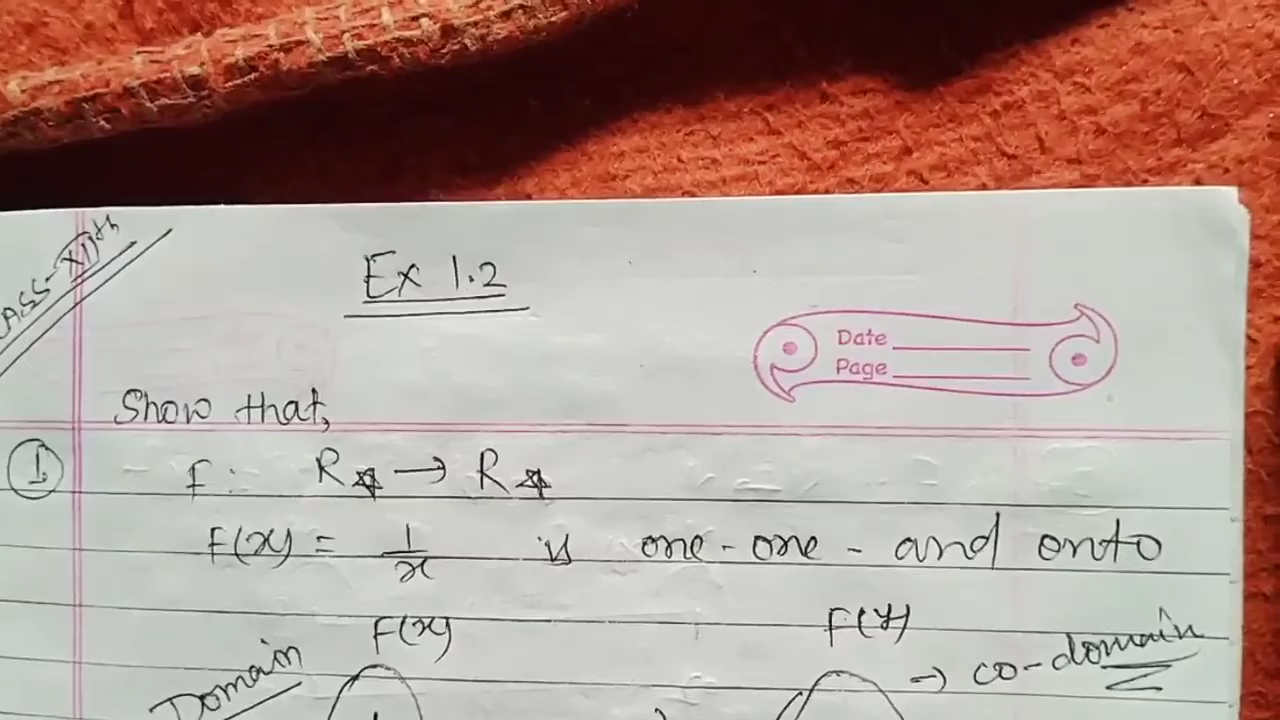 CLASS-XIIth
Ex 1.2
Date
Page
Show that,
1. f: R⋆ → R⋆
F(x) = 1/x is one-one - and onto
F(x) F(y)
Domain → co-domain